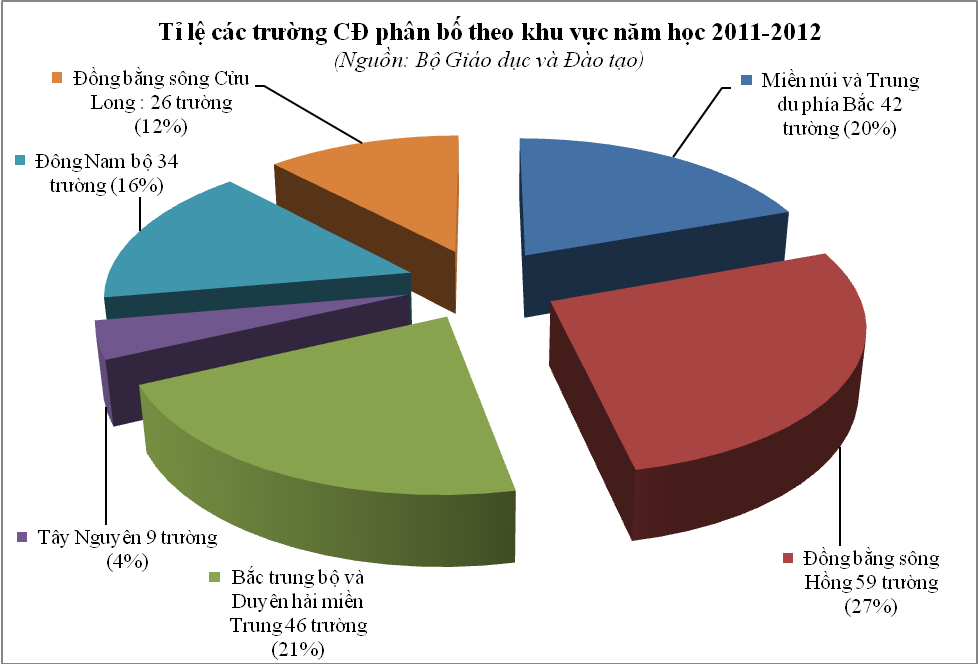 Tỉ lệ các trường CĐ phân bố theo khu vực năm học 2011-2012
(Nguồn: Bộ Giáo dục và Đào tạo)
Đồng bằng sông Cửu
Long : 26 trường
(12%)
Miền núi và Trung
du phía Bắc 42
trường (20%)
Đông Nam bộ 34
trường (16%)
Tây Nguyên 9 trường
(4%)
Bắc trung bộ và
Duyên hải miền
Trung 46 trường
(21%)
Đồng bằng sông
Hồng 59 trường
(27%)